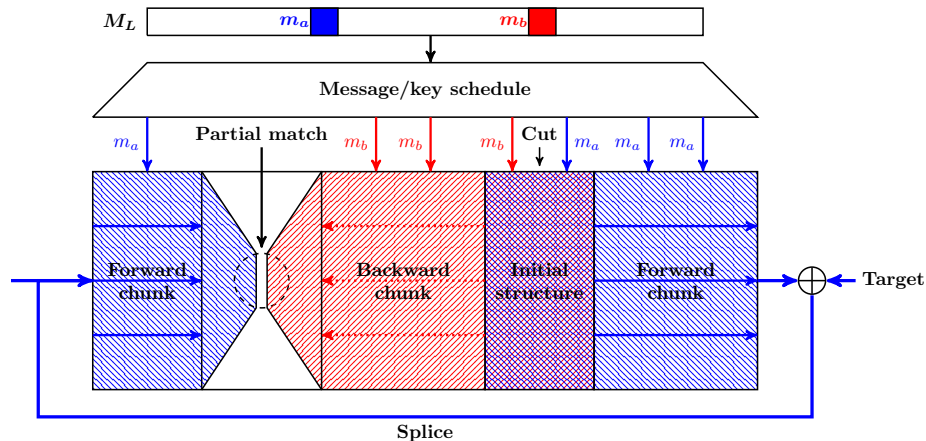 M_L m_a m_b
Message/key schedule
m_a Partial match m_b m_b m_b Cut m_a m_a m_a
Forward chunk
Backward chunk
Initial structure
Forward chunk
Target
Splice